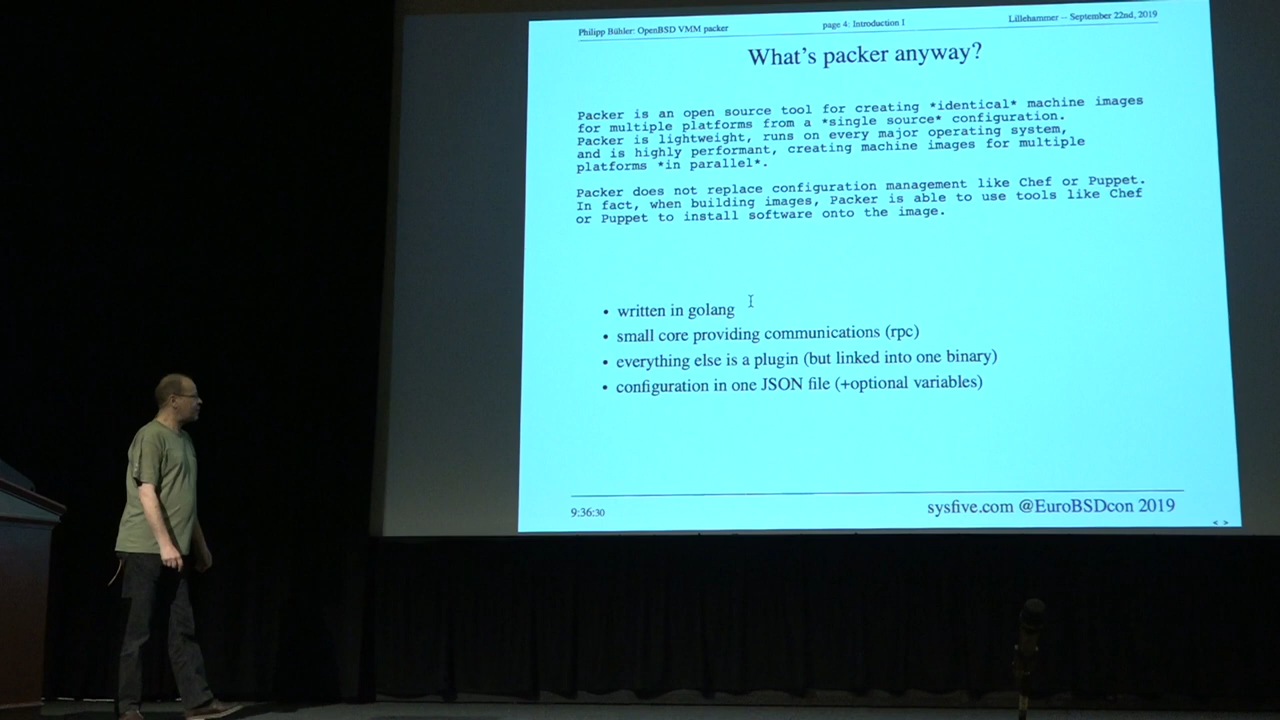 Philipp Bühler: OpenBSD VMM packer
page 4: Introduction I
Lillehammer – September 22nd, 2019
What's packer anyway?
Packer is an open source tool for creating *identical* machine images
for multiple platforms from a *single source* configuration.
Packer is lightweight, runs on every major operating system,
and is highly performant, creating machine images for multiple
platforms *in parallel*.
Packer does not replace configuration management like Chef or Puppet.
In fact, when building images, Packer is able to use tools like Chef
or Puppet to install software onto the image.
• written in golang
• small core providing communications (rpc)
• everything else is a plugin (but linked into one binary)
• configuration in one JSON file (+optional variables)
9:36:30
sysfive.com @EuroBSDcon 2019
< >